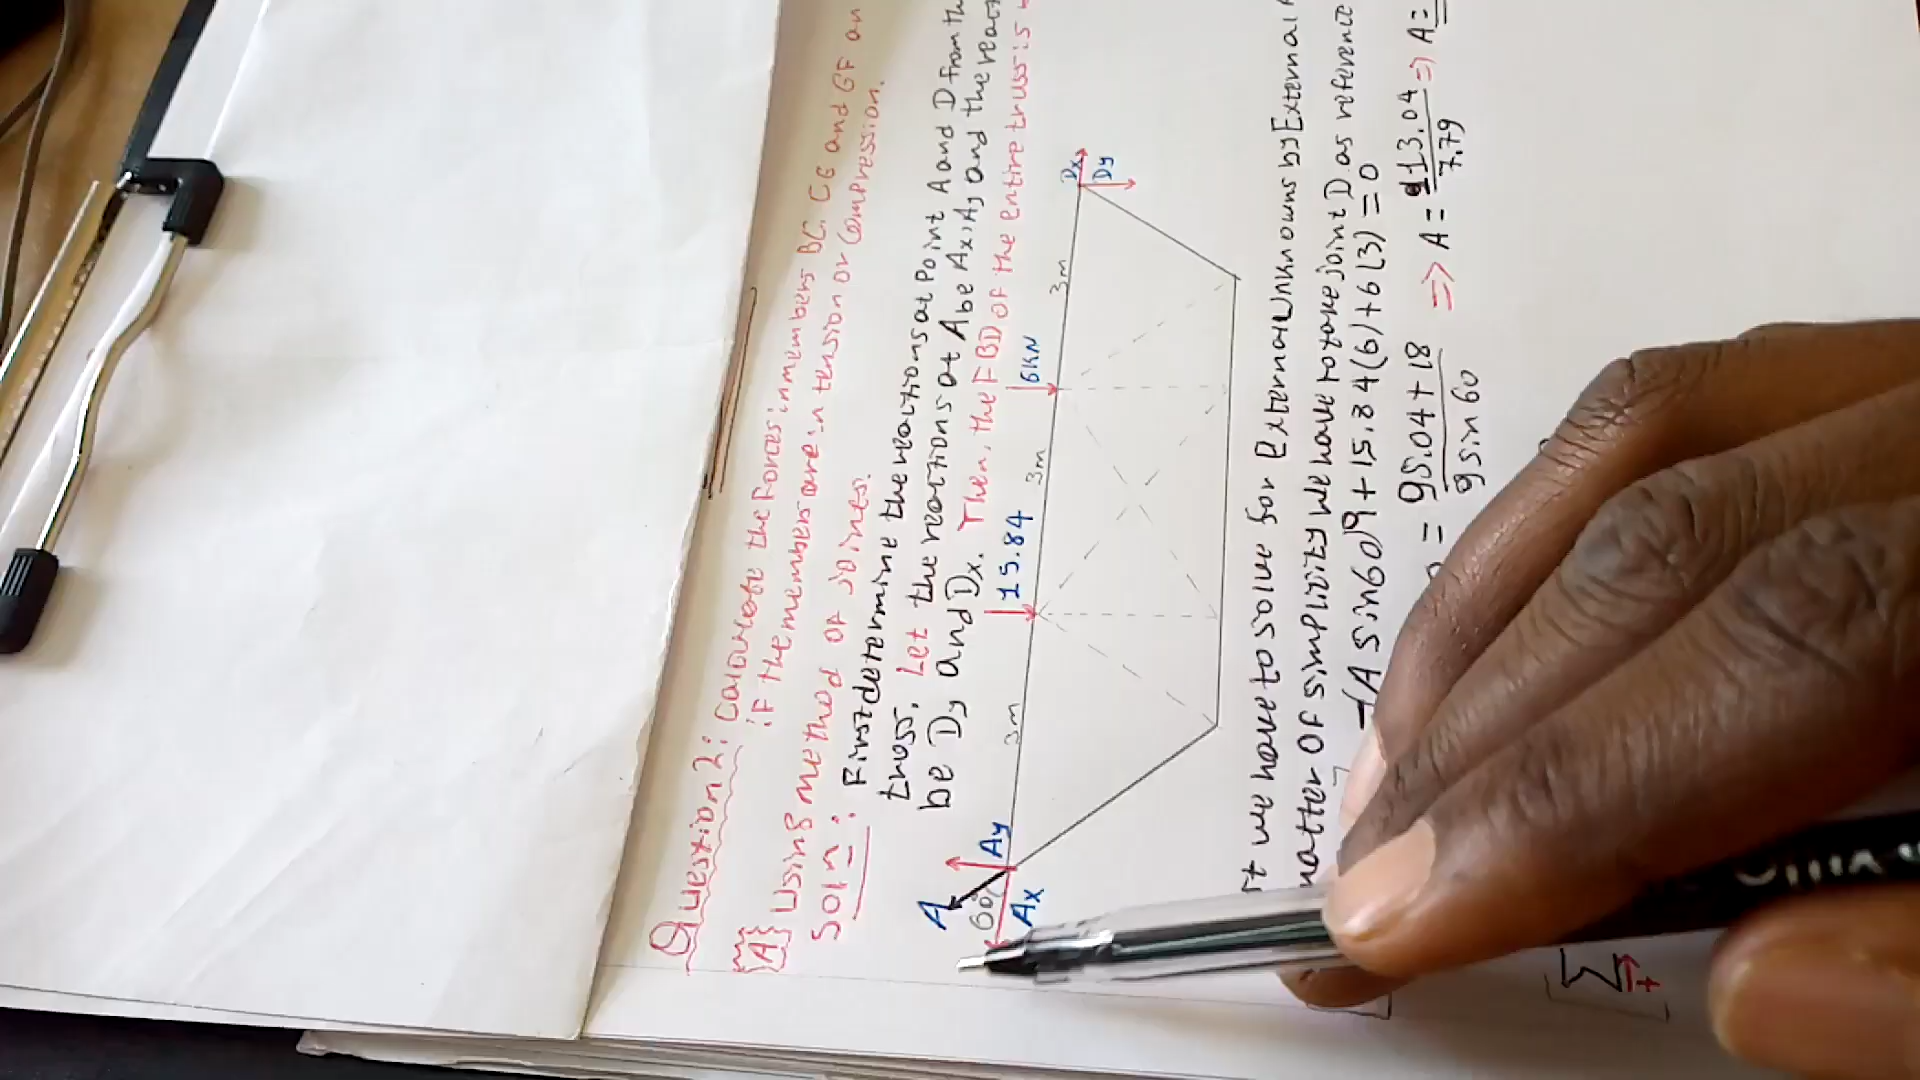 Question 2: Calculate the forces in members BC, CG and GF an
if the members are in tension or compression.
{A} Using method of joines:
Soln: First determine the reactions at point A and D from th
truss. Let the reactions at A be Ax, Ay and the react
be Dy and Dx. Then, the FBD OF the entire truss is
A
60°
Ax
Ay
3m
15.84
3m
6KN
3m
Dx
Dy
st we have to solve for External Unknowns by External
matter of simplicity we have to take joint D as reference
-(A sin60)9 + 15.84(6) + 6(3) = 0
= 95.04 + 18 / 9 sin 60 => A = 113.04 / 7.79 => A =
Σ +